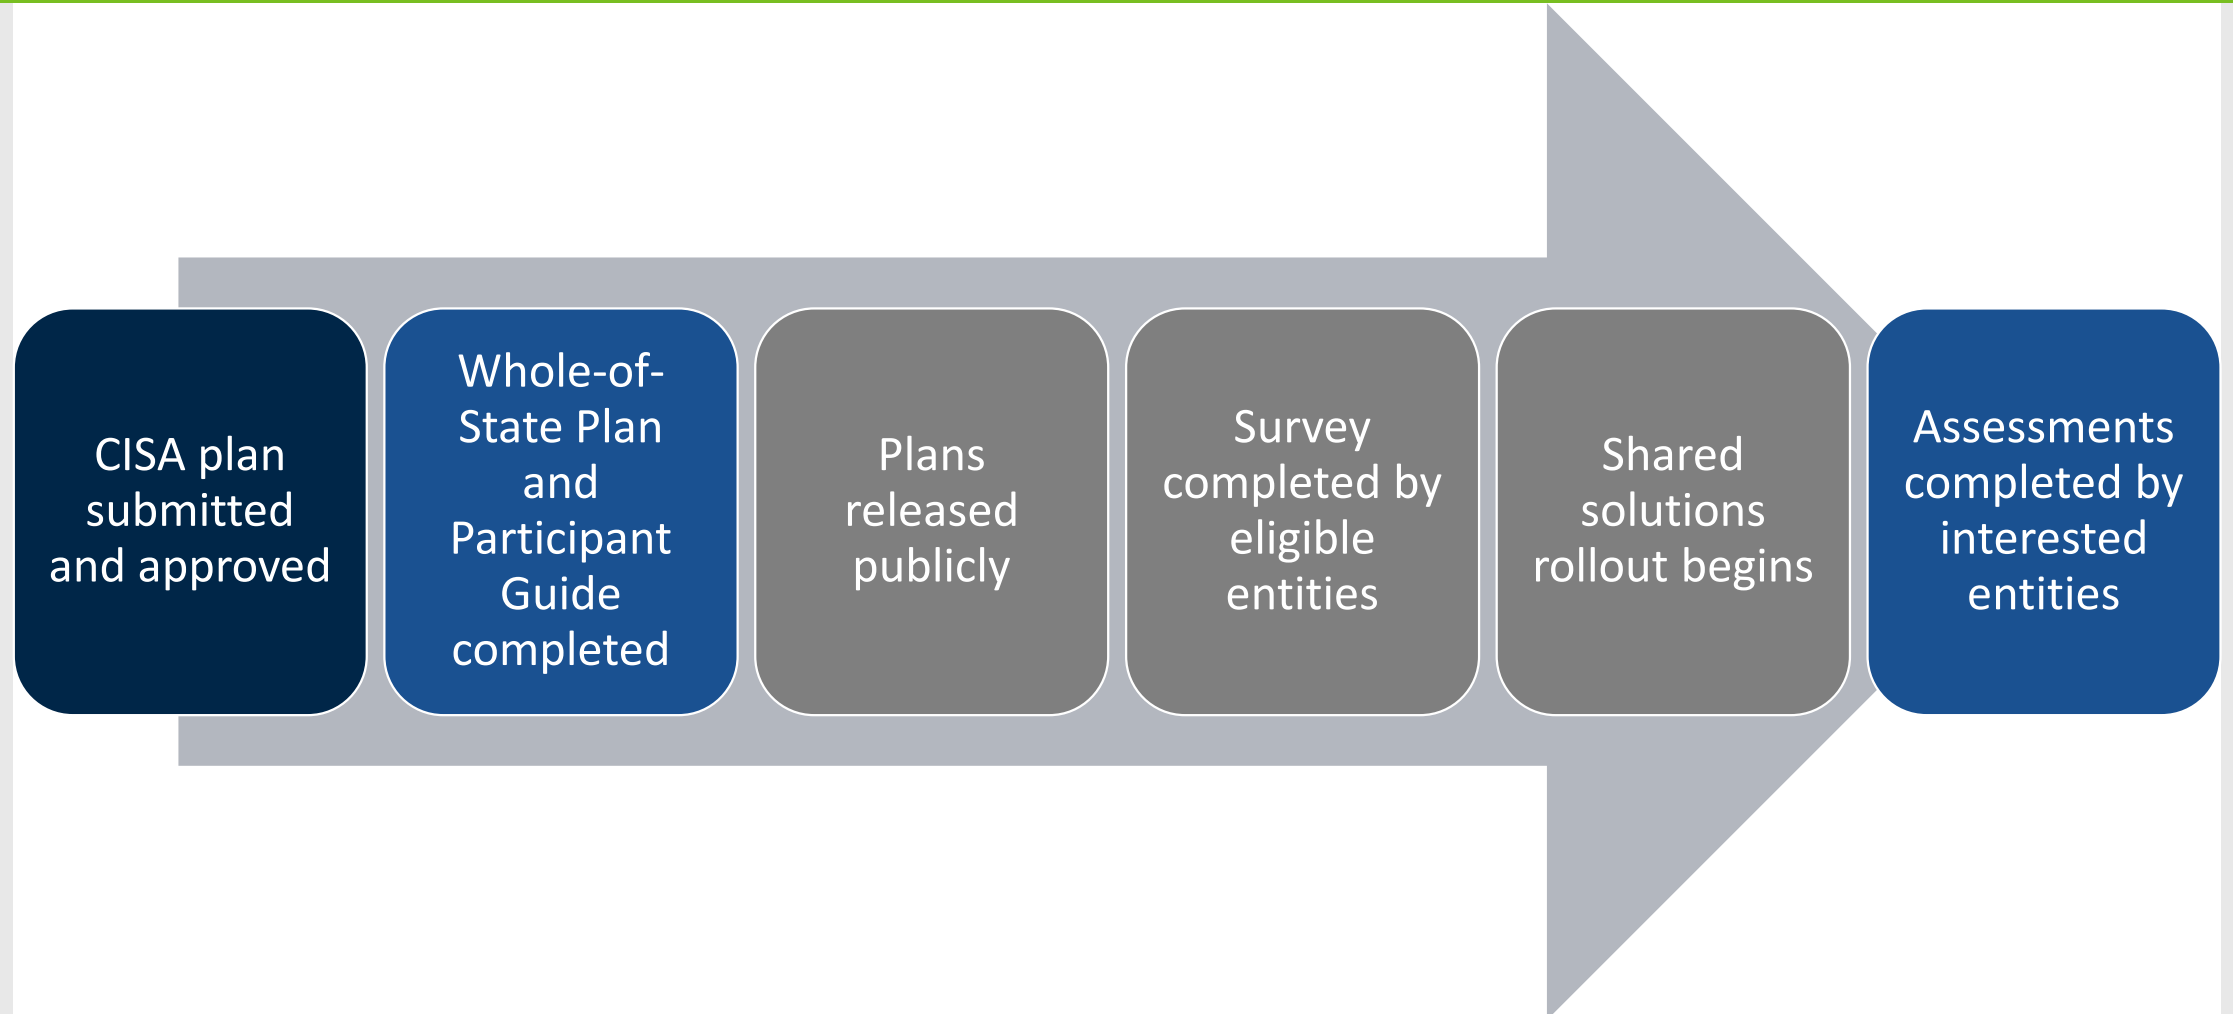 CISA plan
submitted
and approved
Whole-of-
State Plan
and
Participant
Guide
completed
Plans
released
publicly
Survey
completed by
eligible
entities
Shared
solutions
rollout begins
Assessments
completed by
interested
entities